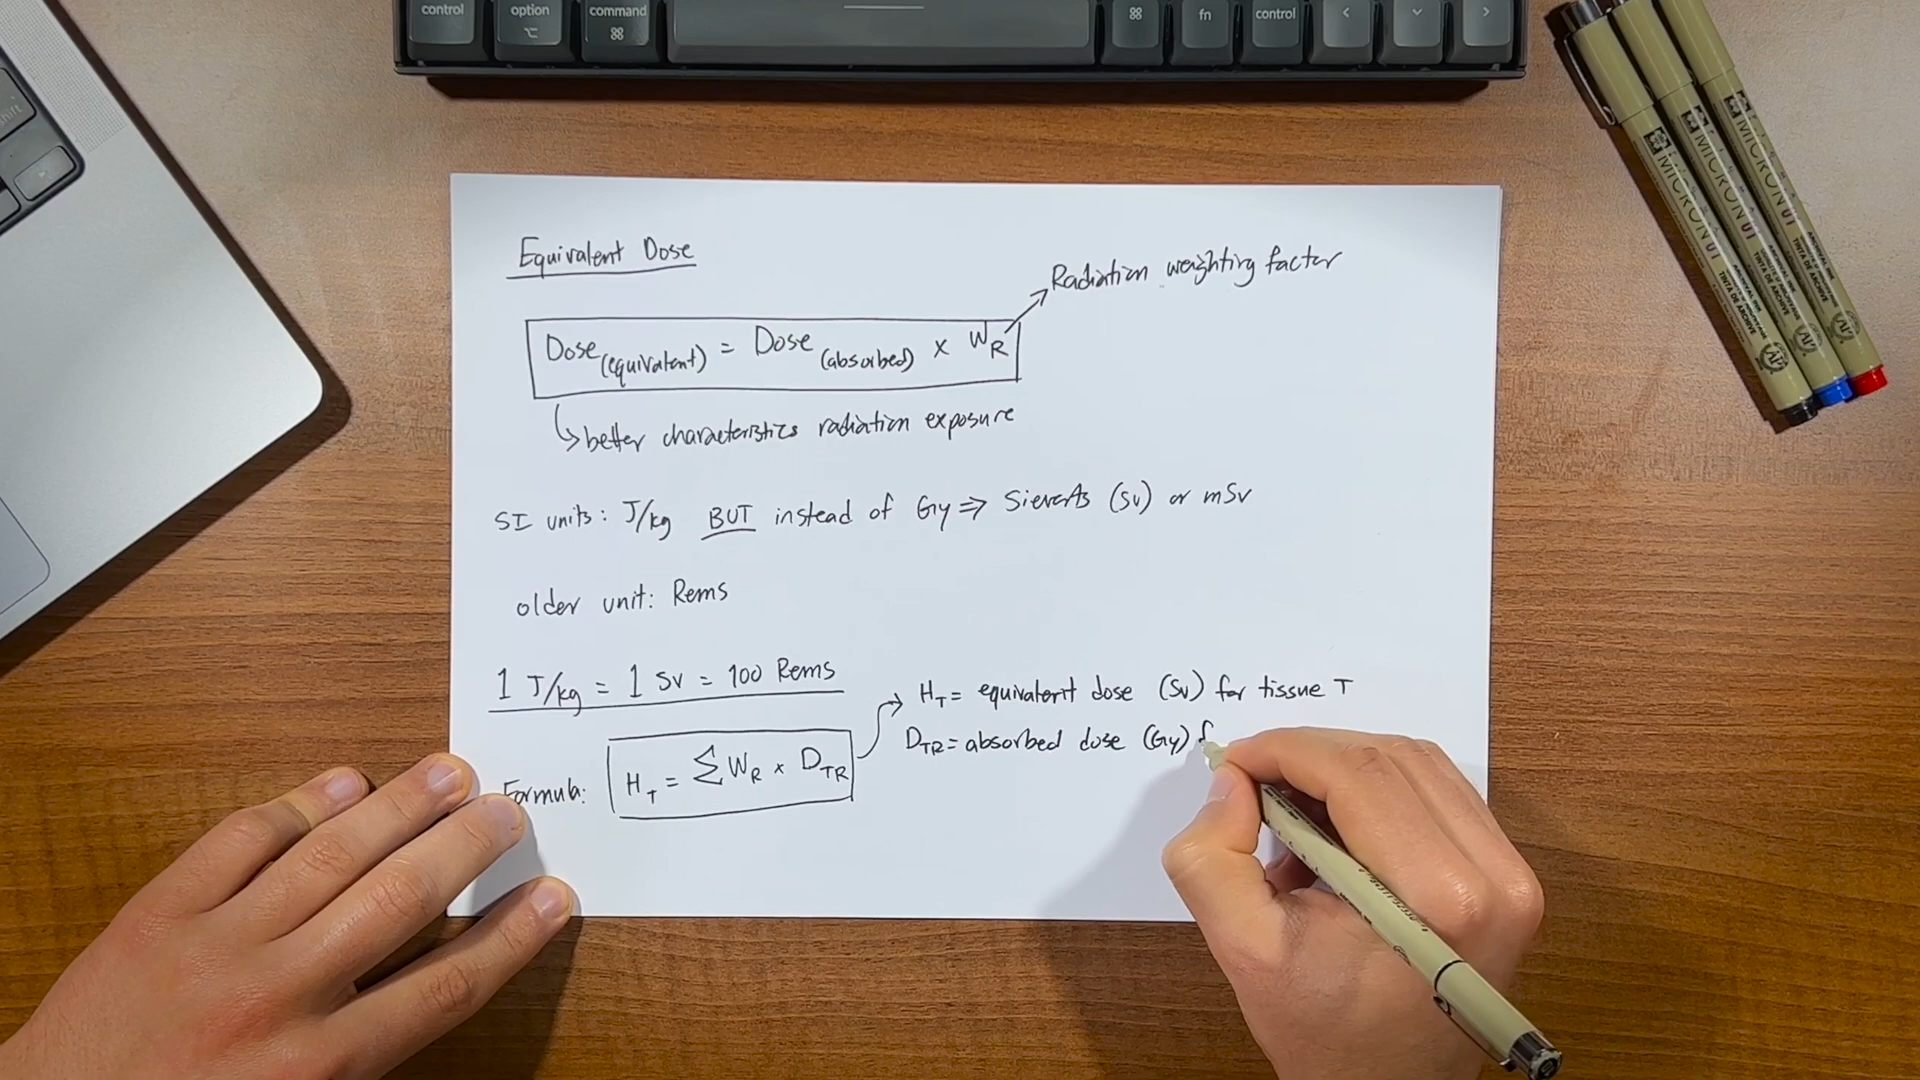 control option command ⌘ fn control < ⌄ >
⌥ ⌘
shift
MICRON 01 MICRON 01 MICRON 01
Equivalent Dose
Radiation weighting factor
Dose(equivalent) = Dose(absorbed) × WR
↳ better characteristics radiation exposure
SI units: J/kg BUT instead of Gy ⇒ Sieverts (Sv) or mSv
older unit: Rems
1 J/kg = 1 Sv = 100 Rems
HT = equivalent dose (Sv) for tissue T
DTR = absorbed dose (Gy) f
Formula: HT = ΣWR × DTR